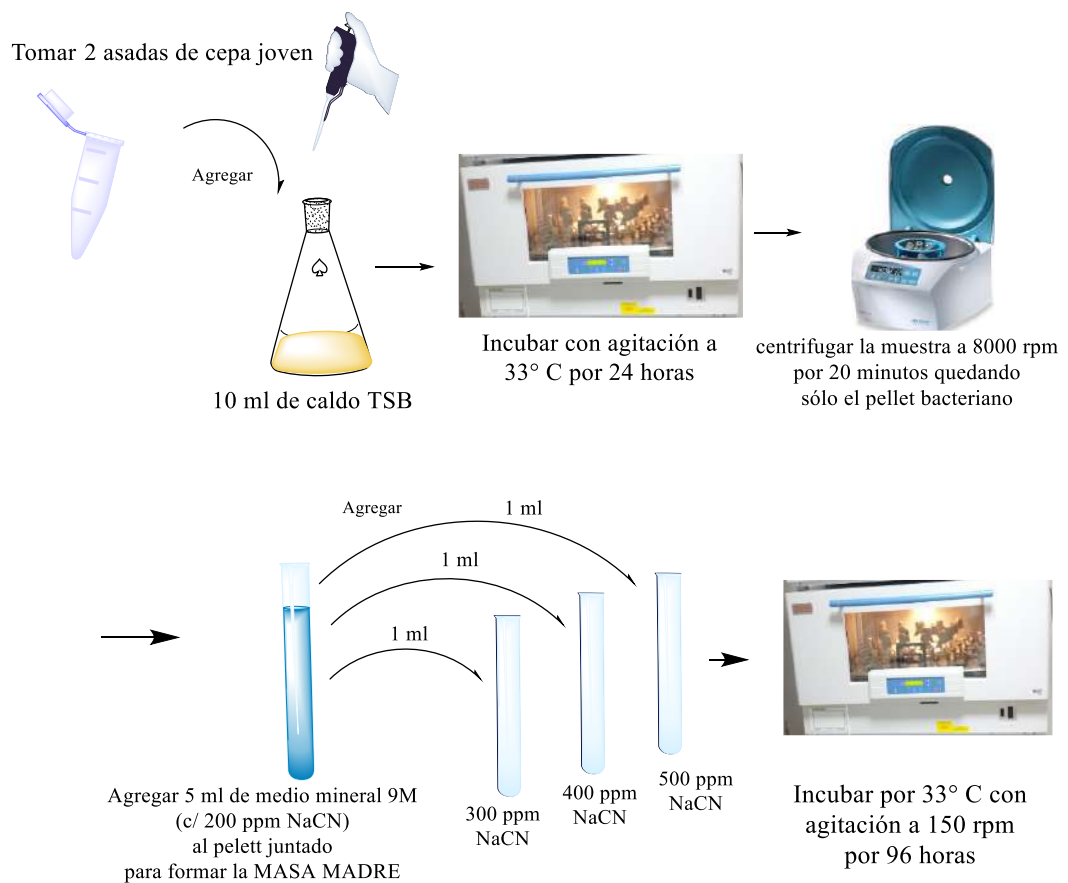 Tomar 2 asadas de cepa joven
Agregar
10 ml de caldo TSB
Incubar con agitación a
33° C por 24 horas
centrifugar la muestra a 8000 rpm
por 20 minutos quedando
sólo el pellet bacteriano
Agregar
1 ml
1 ml
1 ml
Agregar 5 ml de medio mineral 9M
(c/ 200 ppm NaCN)
al pelett juntado
para formar la MASA MADRE
300 ppm
NaCN
400 ppm
NaCN
500 ppm
NaCN
Incubar por 33° C con
agitación a 150 rpm
por 96 horas